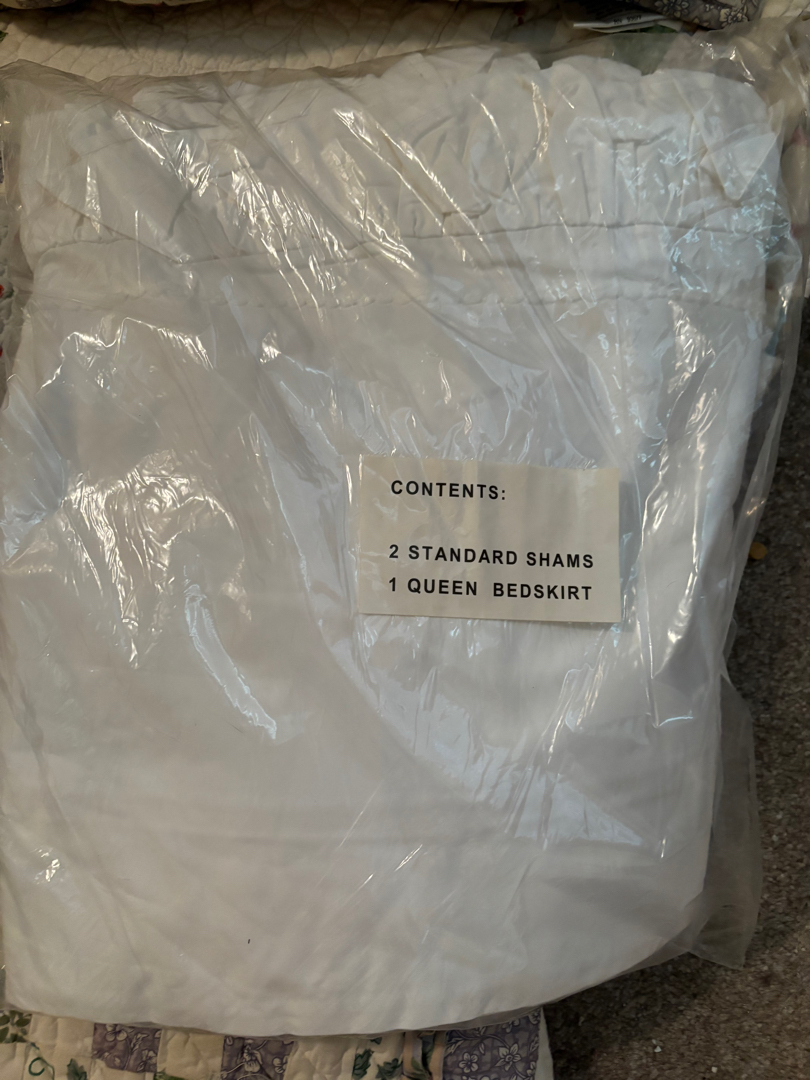 CONTENTS:
2 STANDARD SHAMS
1 QUEEN BEDSKIRT